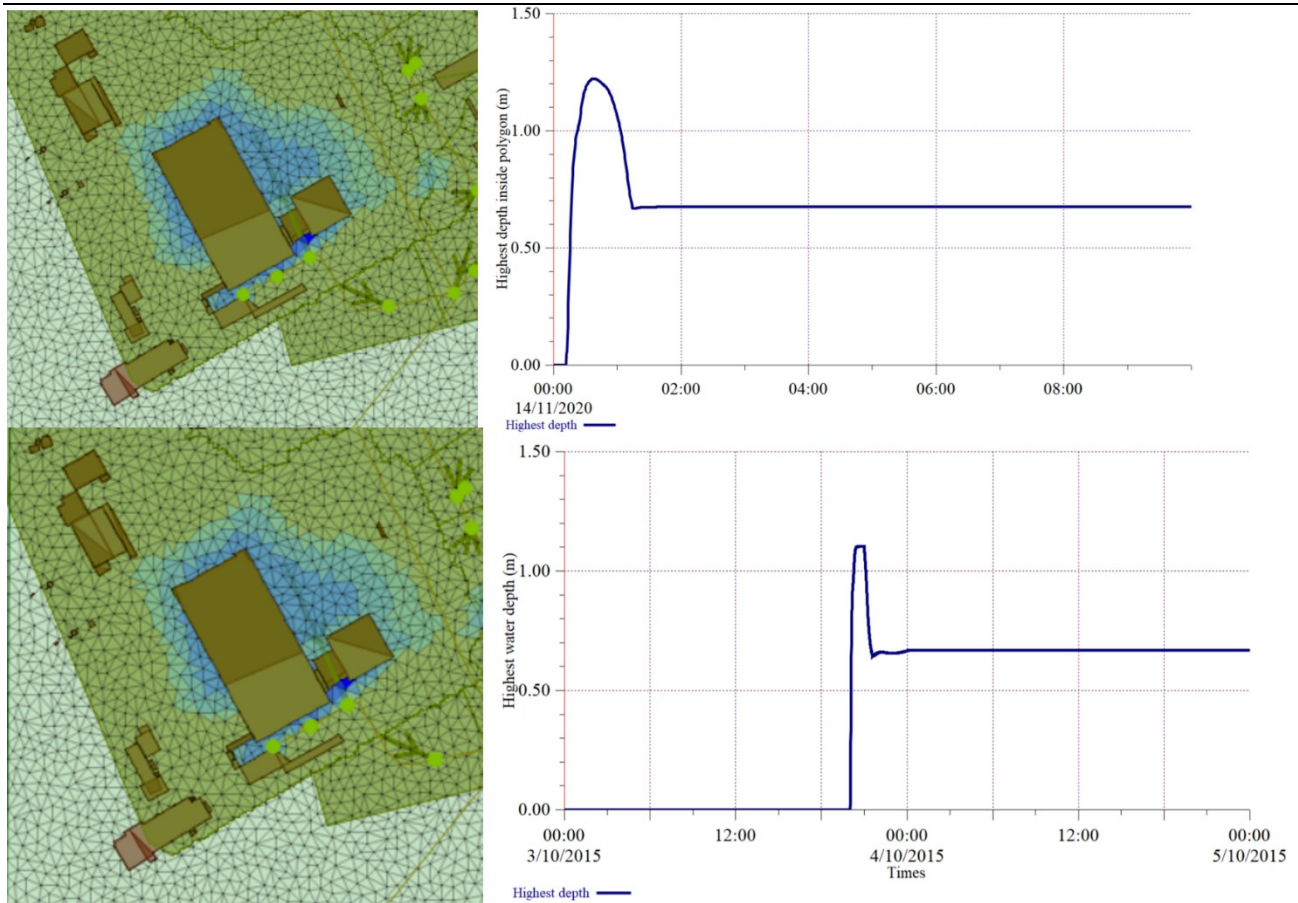 1.50
1.00
0.50
0.00
Highest depth inside polygon (m)
00:00 02:00 04:00 06:00 08:00
14/11/2020
Highest depth
1.50
1.00
0.50
0.00
Highest water depth (m)
00:00 12:00 00:00 12:00 00:00
3/10/2015 4/10/2015 5/10/2015
Times
Highest depth